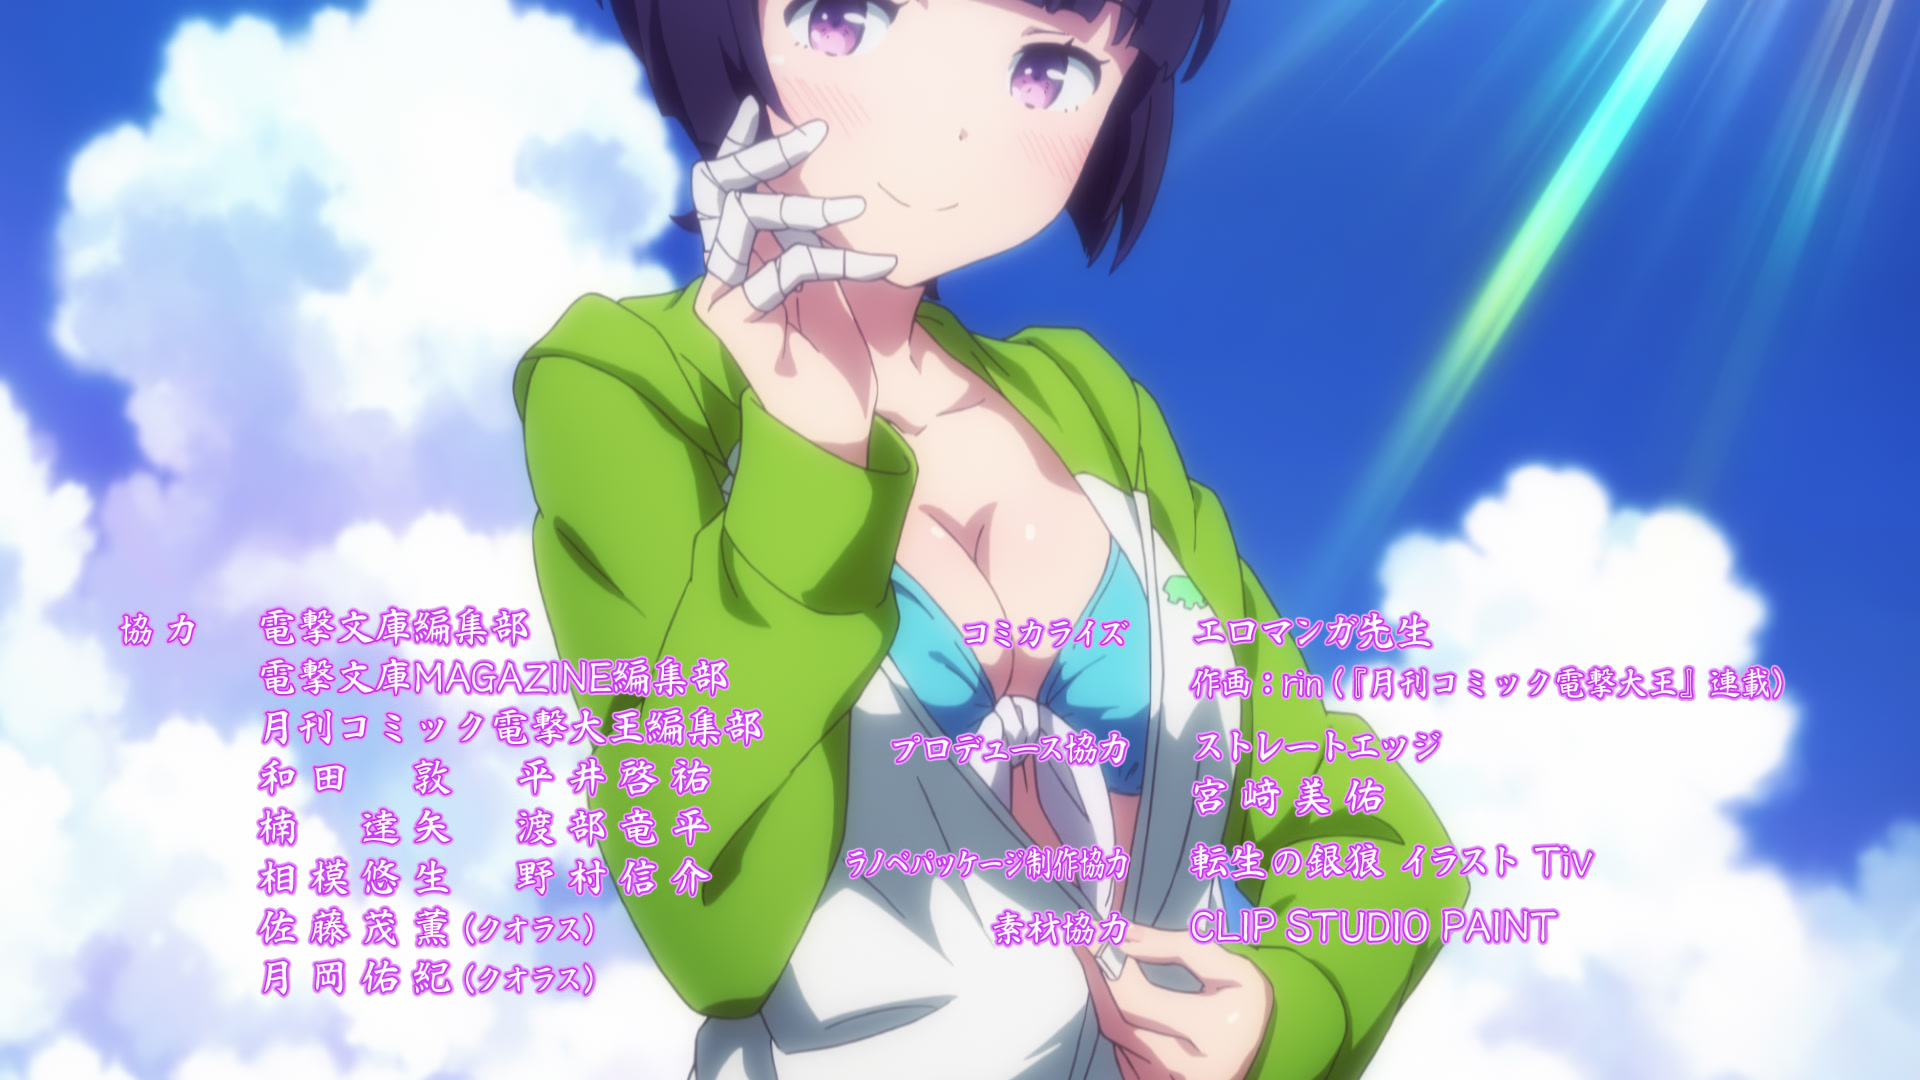 協力 電撃文庫編集部
電撃文庫MAGAZINE編集部
月刊コミック電撃大王編集部
和田 敦 平井啓祐
楠 達矢 渡部竜平
相模悠生 野村信介
佐藤茂薫(クオラス)
月岡佑紀(クオラス)
コミカライズ エロマンガ先生
作画：rin（『月刊コミック電撃大王』連載）
プロデュース協力 ストレートエッジ
宮﨑美佑
ラノベパッケージ制作協力 転生の銀狼 イラスト Tiv
素材協力 CLIP STUDIO PAINT